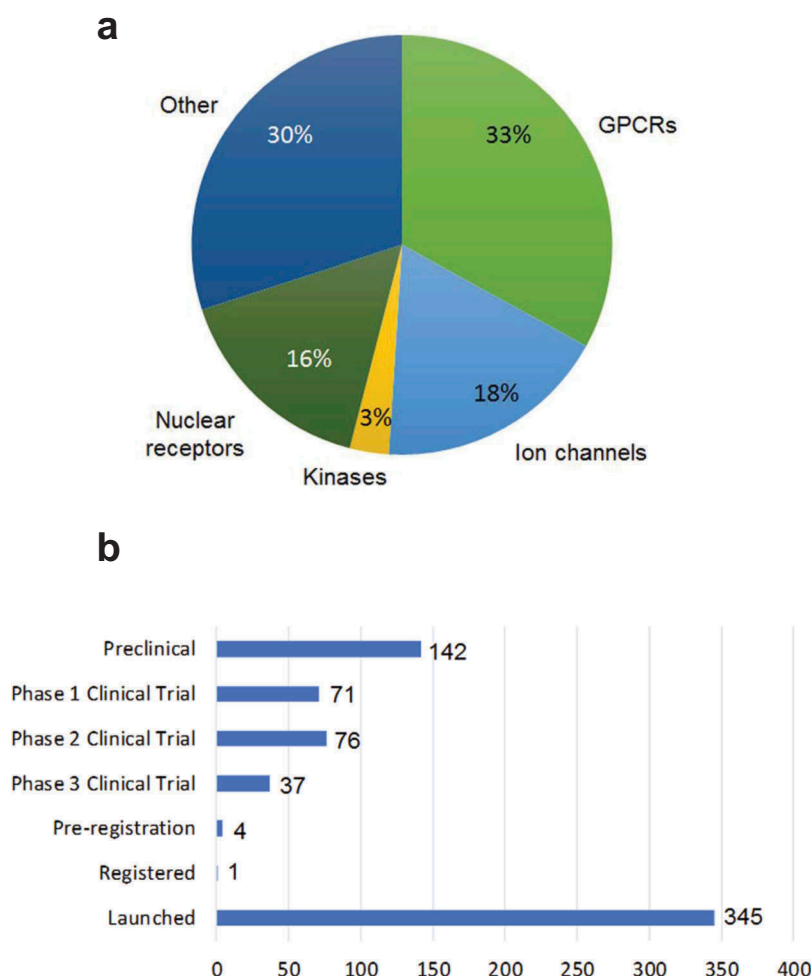 a
Other
30%
33%
GPCRs
16%
18%
3%
Nuclear
receptors
Kinases
Ion channels
b
Preclinical
142
Phase 1 Clinical Trial
71
Phase 2 Clinical Trial
76
Phase 3 Clinical Trial
37
Pre-registration
4
Registered
1
Launched
345
0 50 100 150 200 250 300 350 400